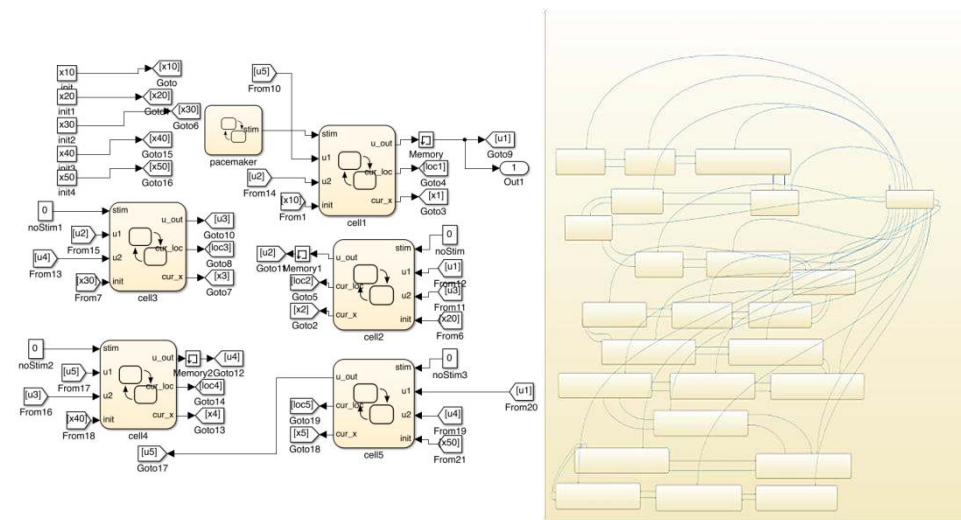 x10
init
[x10]
Goto
x20
init1
[x20]
x30
init2
[x30]
Goto6
x40
init3
[x40]
Goto15
x50
init4
[x50]
Goto16
[u5]
From10
stim
pacemaker
[u2]
From14
[x10]
From1
stim
u1
u2
init
u_out
cur_loc
cur_x
cell1
Memory
[u1]
Goto9
1
Out1
[loc1]
Goto4
[x1]
Goto3
0
noStim1
[u2]
From15
[u4]
From13
[x30]
From7
stim
u1
u2
init
u_out
cur_loc
cur_x
cell3
[u3]
Goto10
[loc3]
Goto8
[x3]
Goto7
[u2]
Goto11
Memory1
[loc2]
Goto5
[x2]
Goto2
u_out
cur_loc
cur_x
stim
u1
u2
init
cell2
0
noStim
[u1]
From12
[u3]
From11
[x20]
From6
0
noStim2
[u5]
From17
[u3]
From16
[x40]
From18
stim
u1
u2
init
u_out
cur_loc
cur_x
cell4
Memory2
[u4]
Goto12
[loc4]
Goto14
[x4]
Goto13
[u5]
Goto17
[loc5]
Goto19
[x5]
Goto18
u_out
cur_loc
cur_x
stim
u1
u2
init
cell5
0
noStim3
[u1]
From20
[u4]
From19
[x50]
From21